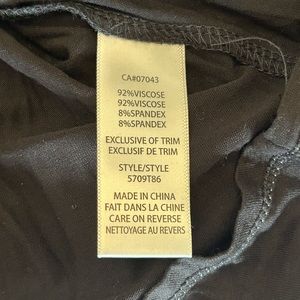 CA#07043
92%VISCOSE
92%VISCOSE
8%SPANDEX
8%SPANDEX
EXCLUSIVE OF TRIM
EXCLUSIF DE TRIM
STYLE/STYLE
5709T86
MADE IN CHINA
FAIT DANS LA CHINE
CARE ON REVERSE
NETTOYAGE AU REVERS